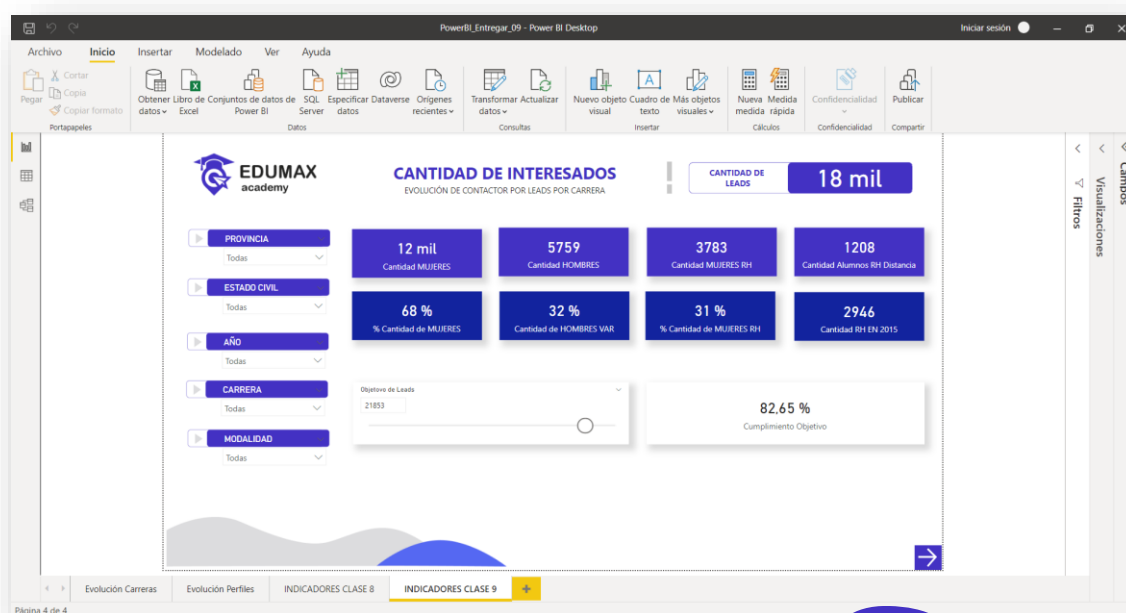 PowerBI_Entregar_09 - Power BI Desktop
Iniciar sesión
Archivo Inicio Insertar Modelado Ver Ayuda
Pegar
Cortar
Copia
Copiar formato
Portapapeles
Obtener datos
Libro de Excel
Conjuntos de datos de Power BI
SQL Server
Especificar datos
Dataverse
Orígenes recientes
Datos
Transformar datos
Actualizar
Consultas
Nuevo objeto visual
Cuadro de texto
Más objetos visuales
Insertar
Nueva medida
Medida rápida
Cálculos
Confidencialidad
Confidencialidad
Publicar
Compartir
EDUMAX
academy
CANTIDAD DE INTERESADOS
EVOLUCIÓN DE CONTACTOR POR LEADS POR CARRERA
CANTIDAD DE
LEADS
18 mil
PROVINCIA
Todas
ESTADO CIVIL
Todas
AÑO
Todas
CARRERA
Todas
MODALIDAD
Todas
12 mil
Cantidad MUJERES
5759
Cantidad HOMBRES
3783
Cantidad MUJERES RH
1208
Cantidad Alumnos RH Distancia
68 %
% Cantidad de MUJERES
32 %
Cantidad de HOMBRES VAR
31 %
% Cantidad de MUJERES RH
2946
Cantidad RH EN 2015
Objetovo de Leads
21853
82,65 %
Cumplimiento Objetivo
Filtros
Visualizaciones
Campos
Evolución Carreras
Evolución Perfiles
INDICADORES CLASE 8
INDICADORES CLASE 9
Página 4 de 4